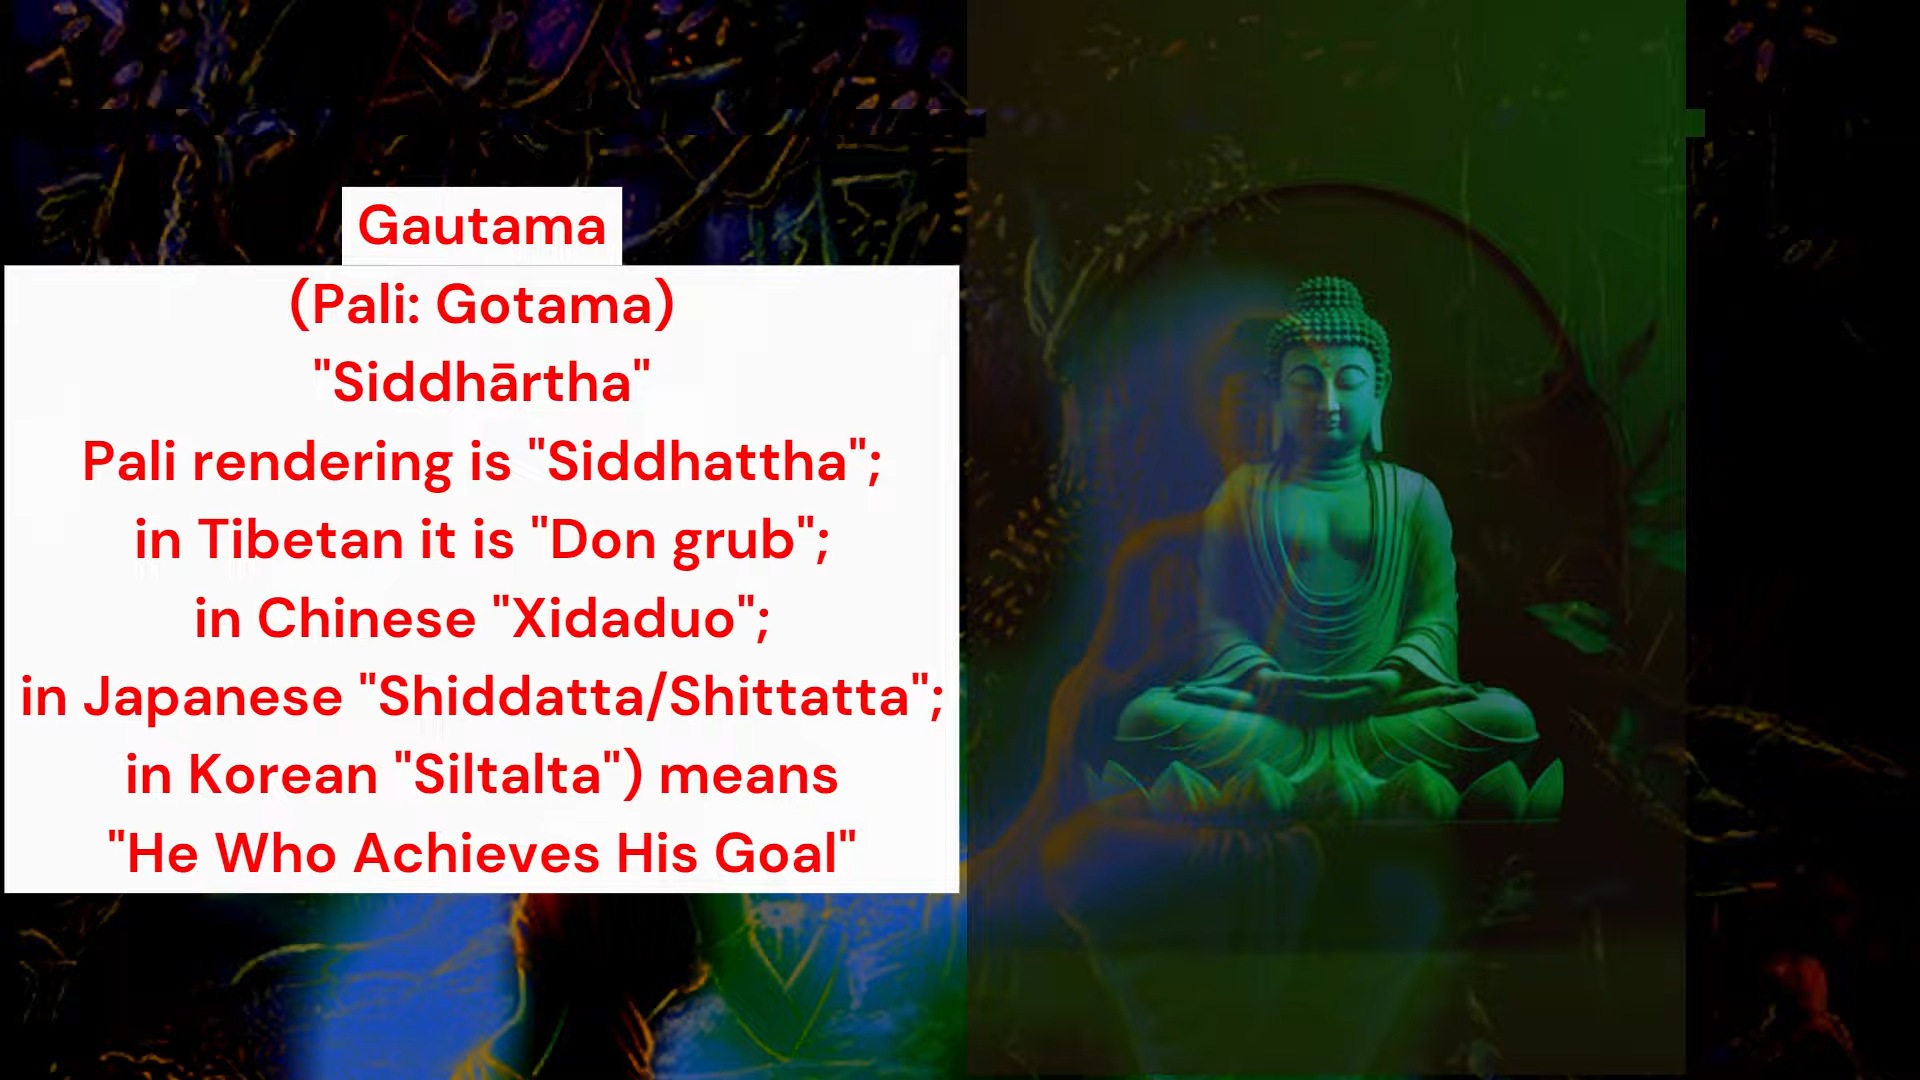 Gautama
(Pali: Gotama)
"Siddhārtha"
Pali rendering is "Siddhattha";
in Tibetan it is "Don grub";
in Chinese "Xidaduo";
in Japanese "Shiddatta/Shittatta";
in Korean "Siltalta") means
"He Who Achieves His Goal"